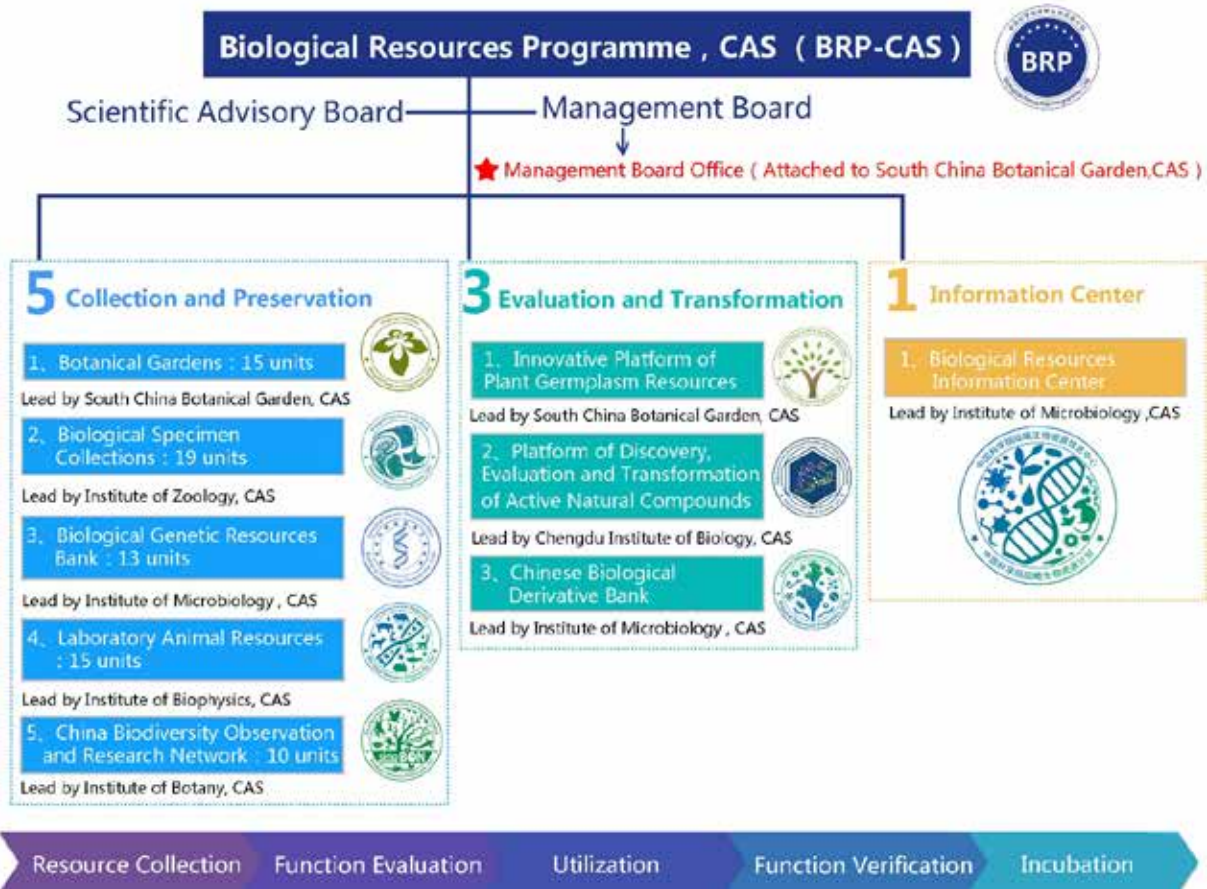 Biological Resources Programme , CAS ( BRP-CAS )
BRP
Scientific Advisory Board
Management Board
★ Management Board Office ( Attached to South China Botanical Garden,CAS )
5 Collection and Preservation
1、Botanical Gardens : 15 units
Lead by South China Botanical Garden, CAS
2、Biological Specimen
Collections : 19 units
Lead by Institute of Zoology, CAS
3、Biological Genetic Resources
Bank : 13 units
Lead by Institute of Microbiology , CAS
4、Laboratory Animal Resources
: 15 units
Lead by Institute of Biophysics, CAS
5、China Biodiversity Observation
and Research Network : 10 units
Lead by Institute of Botany, CAS
3 Evaluation and Transformation
1、Innovative Platform of
Plant Germplasm Resources
Lead by South China Botanical Garden, CAS
2、Platform of Discovery,
Evaluation and Transformation
of Active Natural Compounds
Lead by Chengdu Institute of Biology, CAS
3、Chinese Biological
Derivative Bank
Lead by Institute of Microbiology , CAS
1 Information Center
1、Biological Resources
Information Center
Lead by Institute of Microbiology ,CAS
Resource Collection
Function Evaluation
Utilization
Function Verification
Incubation